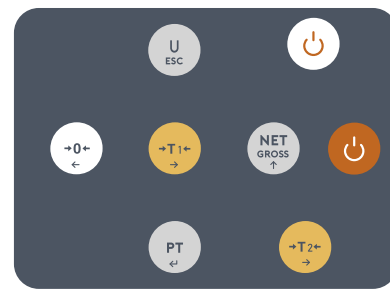 U
ESC
→0←
←
→T1←
→
NET
GROSS
↑
PT
↵
→T2←
→